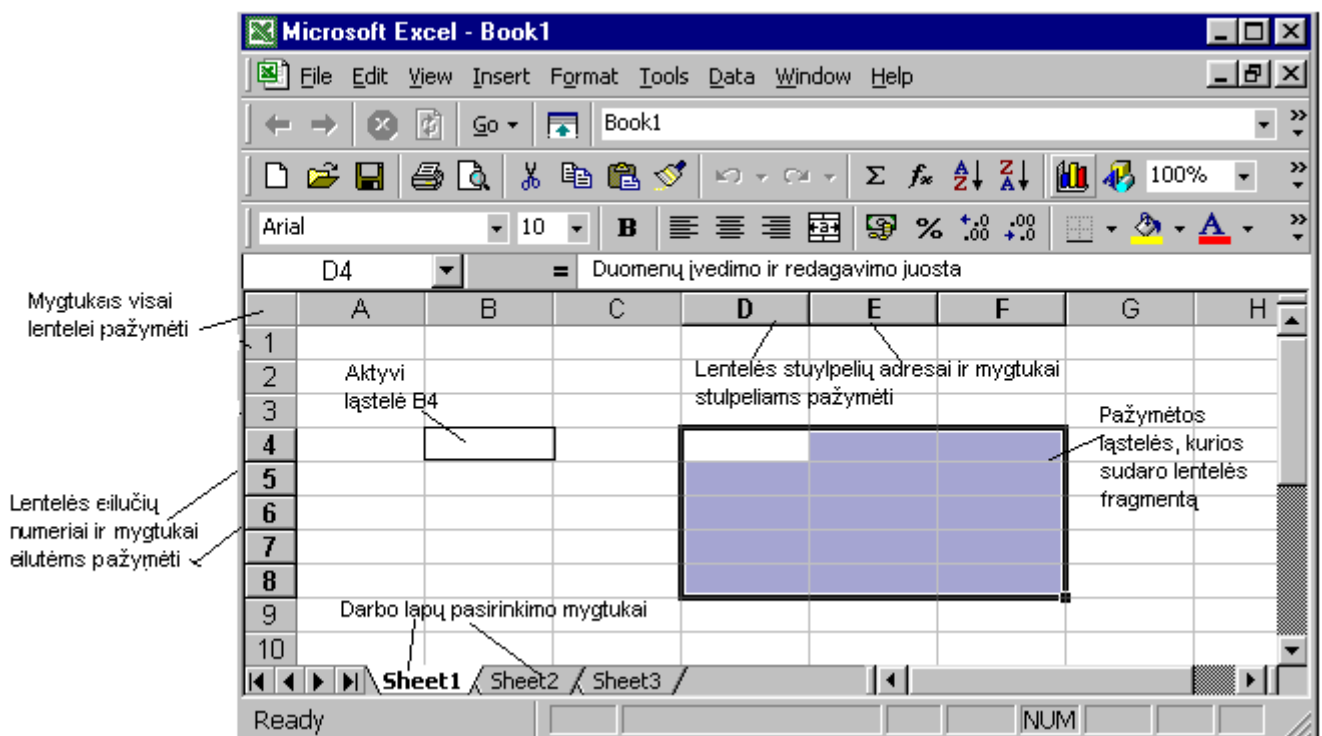 Microsoft Excel - Book1
File Edit View Insert Format Tools Data Window Help
Go Book1
100%
Arial 10 B
D4 = Duomenų įvedimo ir redagavimo juosta
Mygtukais visai
lentelei pažymėti
A B C D E F G H
1
2
3
4
5
6
7
8
9
10
Aktyvi
ląstelė B4
Lentelės stuylpelių adresai ir mygtukai
stulpeliams pažymėti
Pažymėtos
ląstelės, kurios
sudaro lentelės
fragmentą
Lentelės eilučių
numeriai ir mygtukai
eilutėms pažymėti
Darbo lapų pasirinkimo mygtukai
Sheet1 Sheet2 Sheet3
Ready NUM